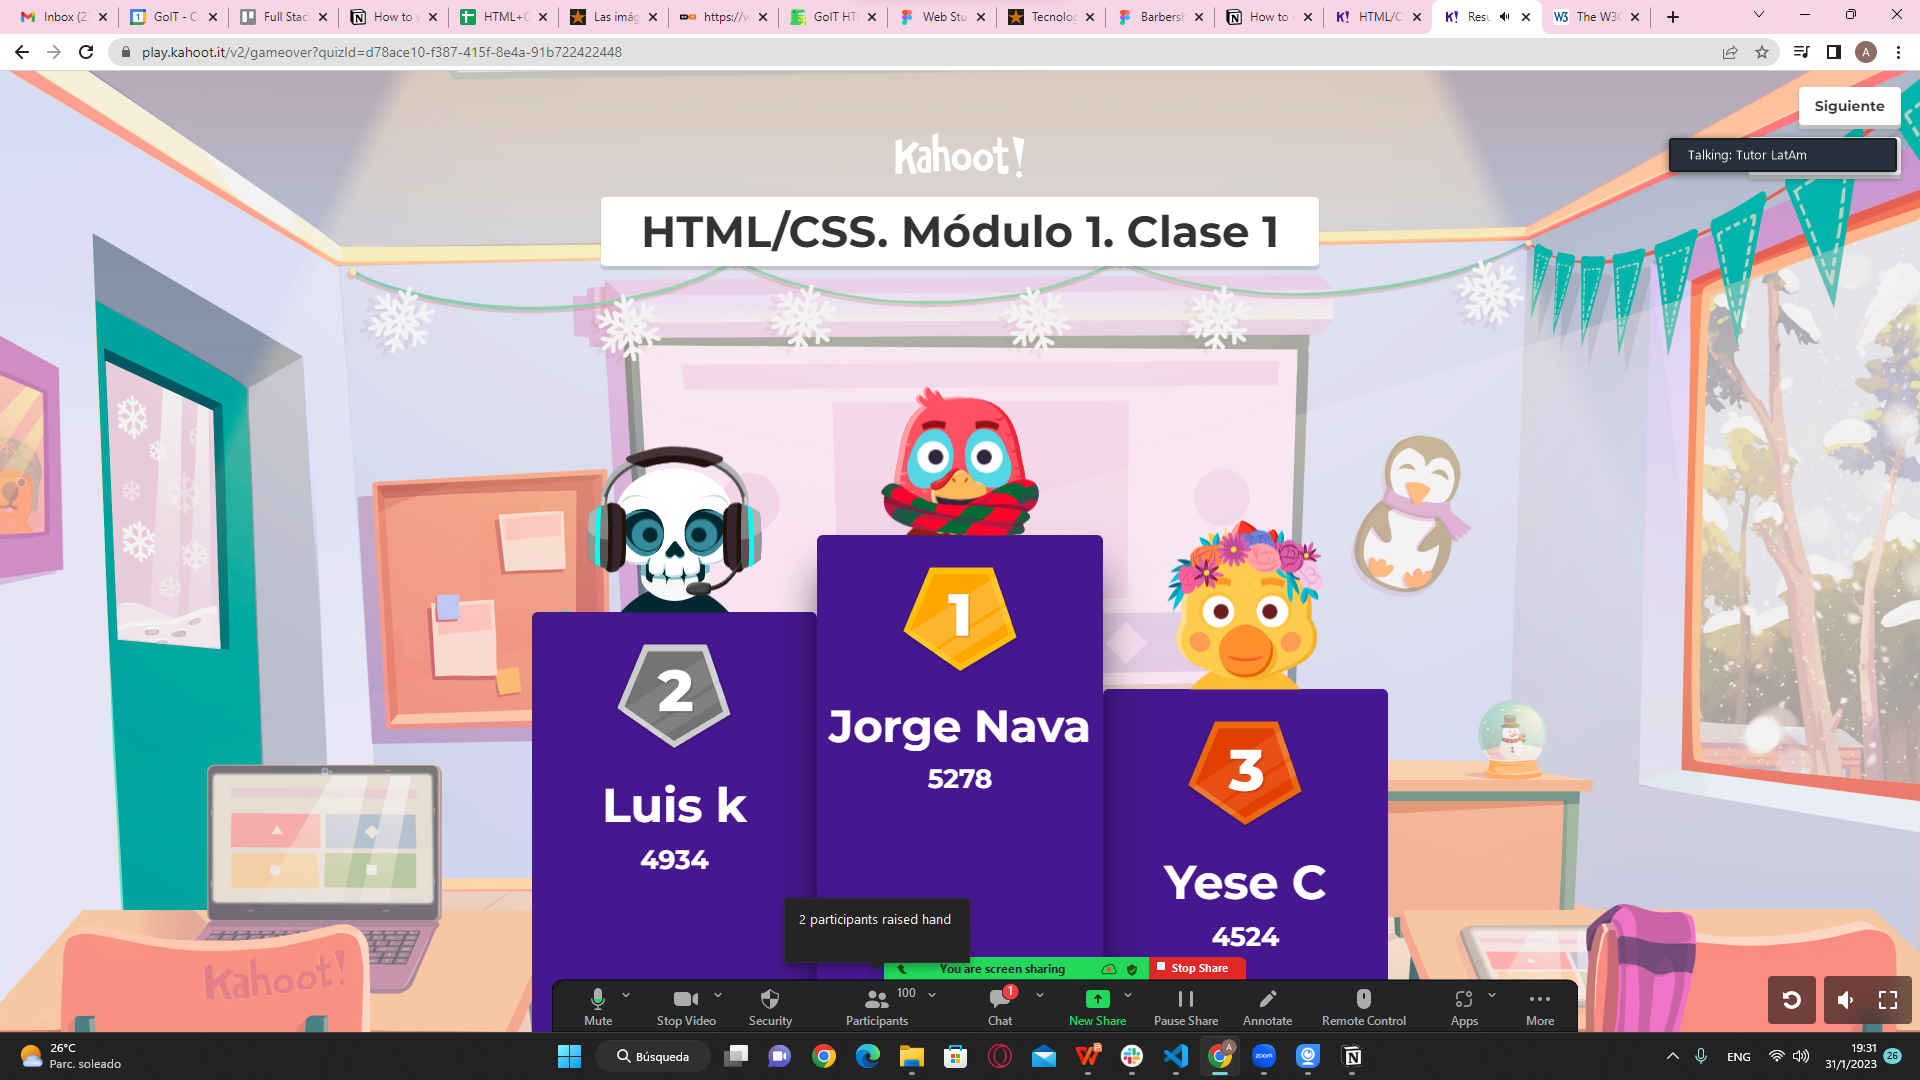 Inbox (2
GoIT - C
Full Stac
How to
HTML+C
Las imág
https://w
GoIT HT
Web Stu
Tecnolog
Barbersh
How to
HTML/C
Resu
The W3C
play.kahoot.it/v2/gameover?quizId=d78ace10-f387-415f-8e4a-91b722422448
A
Siguiente
Talking: Tutor LatAm
Kahoot!
HTML/CSS. Módulo 1. Clase 1
1
Jorge Nava
5278
2
Luis k
4934
3
Yese C
4524
Kahoot!
2 participants raised hand
You are screen sharing
Stop Share
Mute
Stop Video
Security
Participants
100
Chat
1
New Share
Pause Share
Annotate
Remote Control
Apps
More
26°C
Parc. soleado
Búsqueda
zoom
A
ENG
19:31
31/1/2023
26